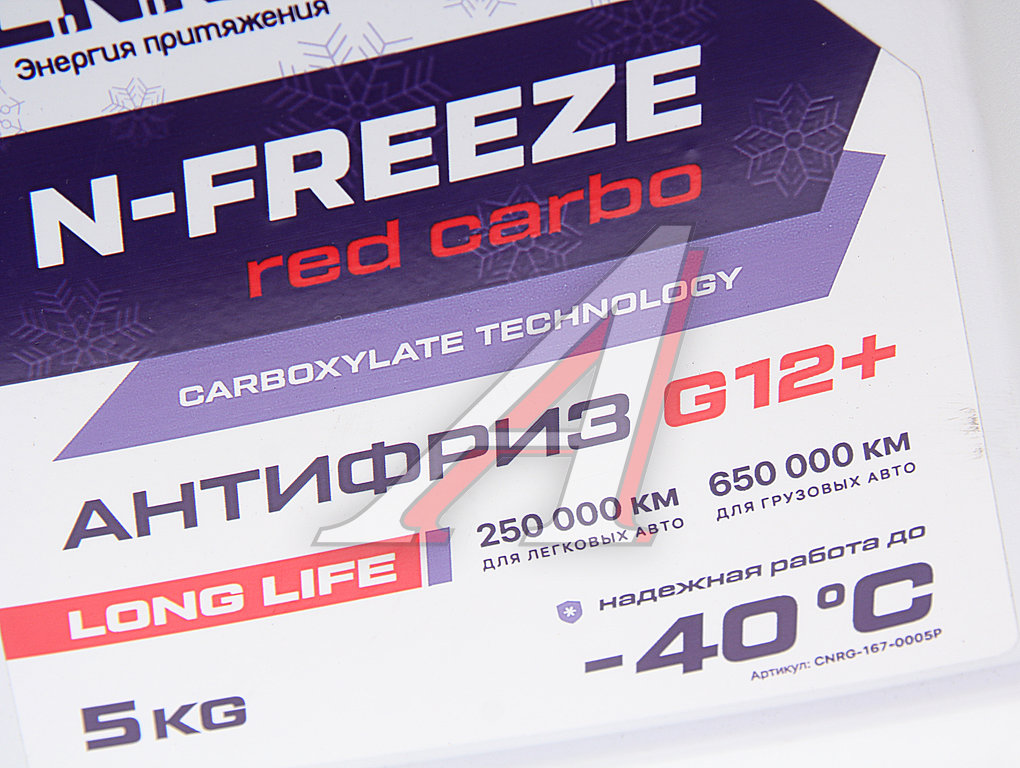 Энергия притяжения
N-FREEZE
red carbo
CARBOXYLATE TECHNOLOGY
АНТИФРИЗ G12+
250 000 КМ
ДЛЯ ЛЕГКОВЫХ АВТО
650 000 КМ
ДЛЯ ГРУЗОВЫХ АВТО
LONG LIFE
надежная работа до
-40 °C
Артикул: CNRG-167-0005P
5 KG